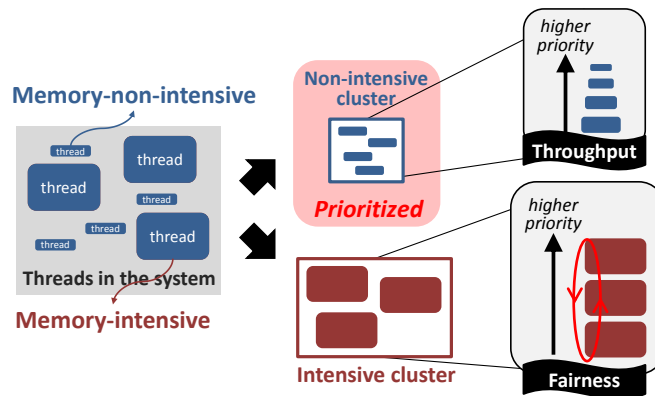 Memory-non-intensive
thread
thread
thread
thread
thread
thread
thread
Threads in the system
Memory-intensive
Non-intensive
cluster
Prioritized
Intensive cluster
higher
priority
Throughput
higher
priority
Fairness